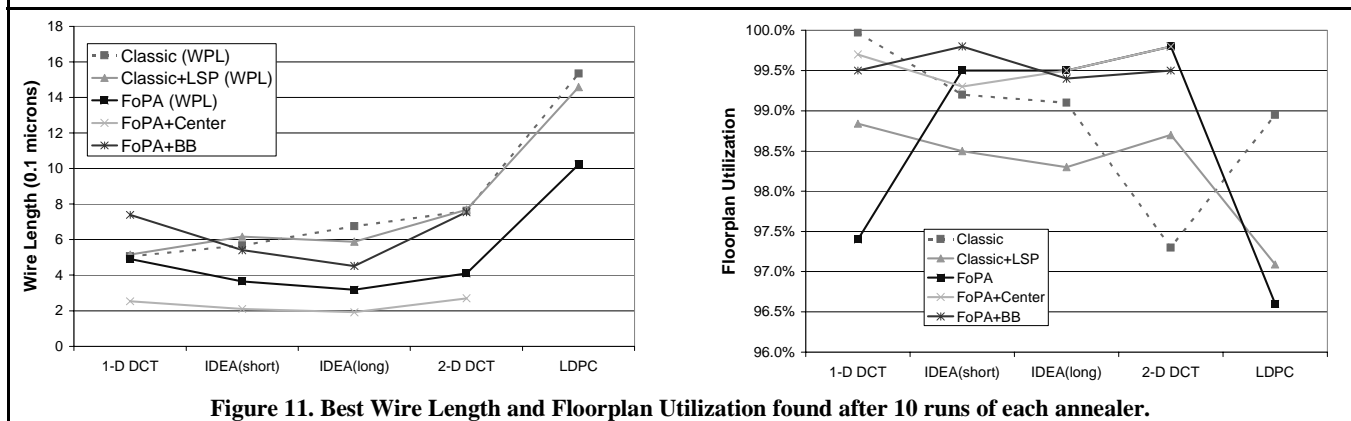 18
16
14
12
10
8
6
4
2
0
Wire Length (0.1 microns)
Classic (WPL)
Classic+LSP (WPL)
FoPA (WPL)
FoPA+Center
FoPA+BB
1-D DCT IDEA(short) IDEA(long) 2-D DCT LDPC
100.0%
99.5%
99.0%
98.5%
98.0%
97.5%
97.0%
96.5%
96.0%
Floorplan Utilization
Classic
Classic+LSP
FoPA
FoPA+Center
FoPA+BB
1-D DCT IDEA(short) IDEA(long) 2-D DCT LDPC
Figure 11. Best Wire Length and Floorplan Utilization found after 10 runs of each annealer.